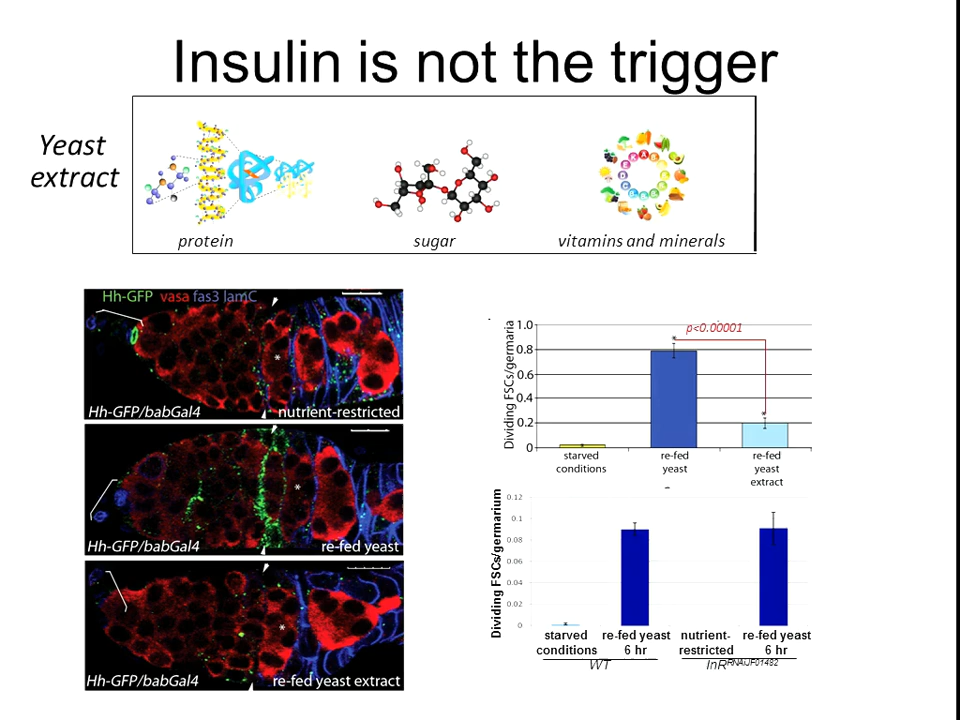 Insulin is not the trigger
Yeast
extract
protein
sugar
vitamins and minerals
Hh-GFP vasa fas3 lamC
Hh-GFP/babGal4
nutrient-restricted
Hh-GFP/babGal4
re-fed yeast
Hh-GFP/babGal4
re-fed yeast extract
Dividing FSCs/germaria
1.0
0.8
0.6
0.4
0.2
0
p<0.00001
*
*
starved
conditions
re-fed
yeast
re-fed
yeast
extract
Dividing FSCs/germarium
0.12
0.1
0.08
0.06
0.04
0.02
0
starved
conditions
re-fed yeast
6 hr
nutrient-
restricted
re-fed yeast
6 hr
WT
InRRNAiJF01482